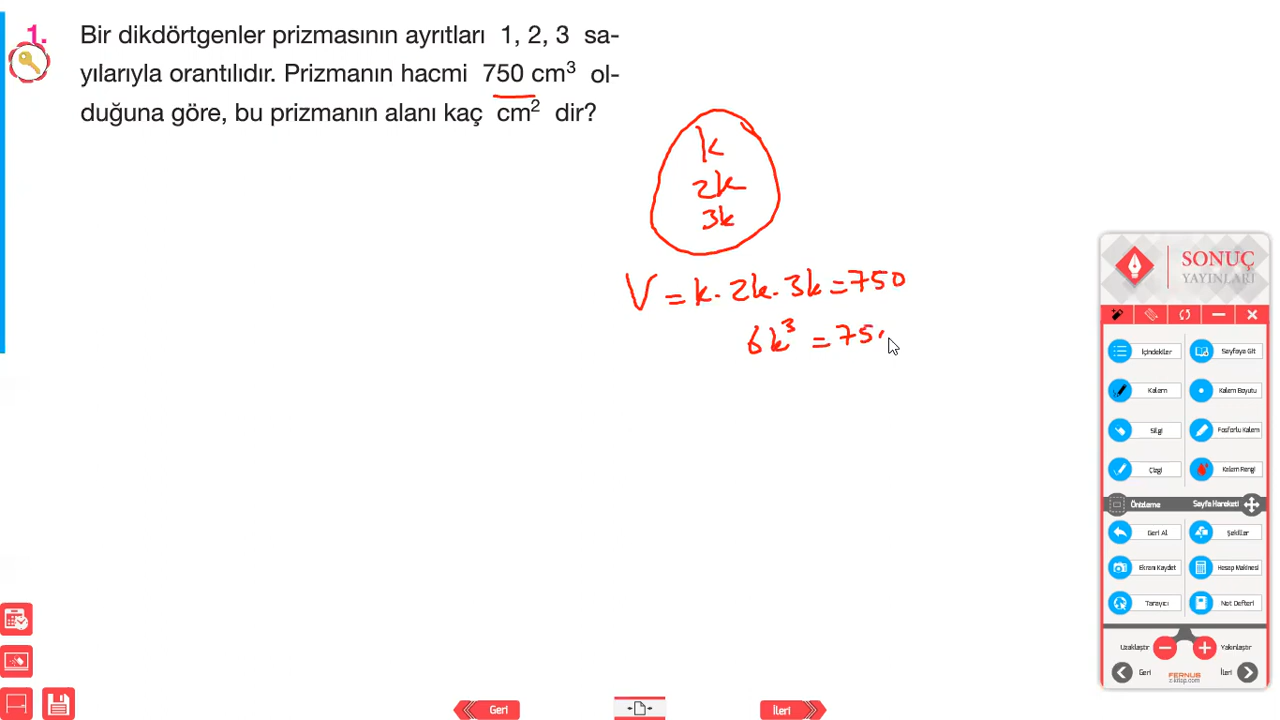 1. Bir dikdörtgenler prizmasının ayrıtları 1, 2, 3 sa-
yılarıyla orantılıdır. Prizmanın hacmi 750 cm³ ol-
duğuna göre, bu prizmanın alanı kaç cm² dir?
k
2k
3k
V = k . 2k . 3k = 750
6k³ = 75
SONUÇ
YAYINLARI
İçindekiler
Sayfaya Git
Kalem
Kalem Boyutu
Silgi
Fosforlu Kalem
Çizgi
Kalem Rengi
Önizleme
Sayfa Hareketi
Geri Al
Şekiller
Ekranı Kaydet
Hesap Makinesi
Tarayıcı
Not Defteri
Uzaklaştır
Yakınlaştır
Geri
FERNUS
z-kitap.com
İleri
Geri
İleri